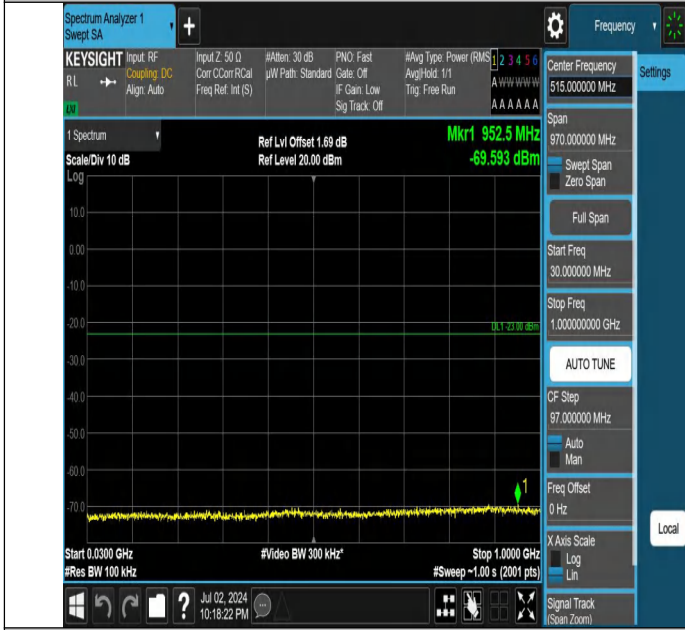 Spectrum Analyzer 1
Swept SA
+
Frequency
KEYSIGHT
RL
Input: RF
Coupling: DC
Align: Auto
Input Z: 50 Ω
Corr CCorr RCal
Freq Ref: Int (S)
#Atten: 30 dB
µW Path: Standard
PNO: Fast
Gate: Off
IF Gain: Low
Sig Track: Off
#Avg Type: Power (RMS
Avg|Hold: 1/1
Trig: Free Run
1 2 3 4 5 6
A W W W W W
A A A A A A
1 Spectrum
Scale/Div 10 dB
Log
Ref Lvl Offset 1.69 dB
Ref Level 20.00 dBm
Mkr1 952.5 MHz
-69.593 dBm
10.0
0.00
-10.0
-20.0
-30.0
-40.0
-50.0
-60.0
-70.0
DL1 -23.00 dBm
1
Start 0.0300 GHz
#Res BW 100 kHz
#Video BW 300 kHz*
Stop 1.0000 GHz
#Sweep ~1.00 s (2001 pts)
Center Frequency
515.000000 MHz
Settings
Span
970.000000 MHz
Swept Span
Zero Span
Full Span
Start Freq
30.000000 MHz
Stop Freq
1.000000000 GHz
AUTO TUNE
CF Step
97.000000 MHz
Auto
Man
Freq Offset
0 Hz
X Axis Scale
Log
Lin
Local
Signal Track
(Span Zoom)
?
Jul 02, 2024
10:18:22 PM